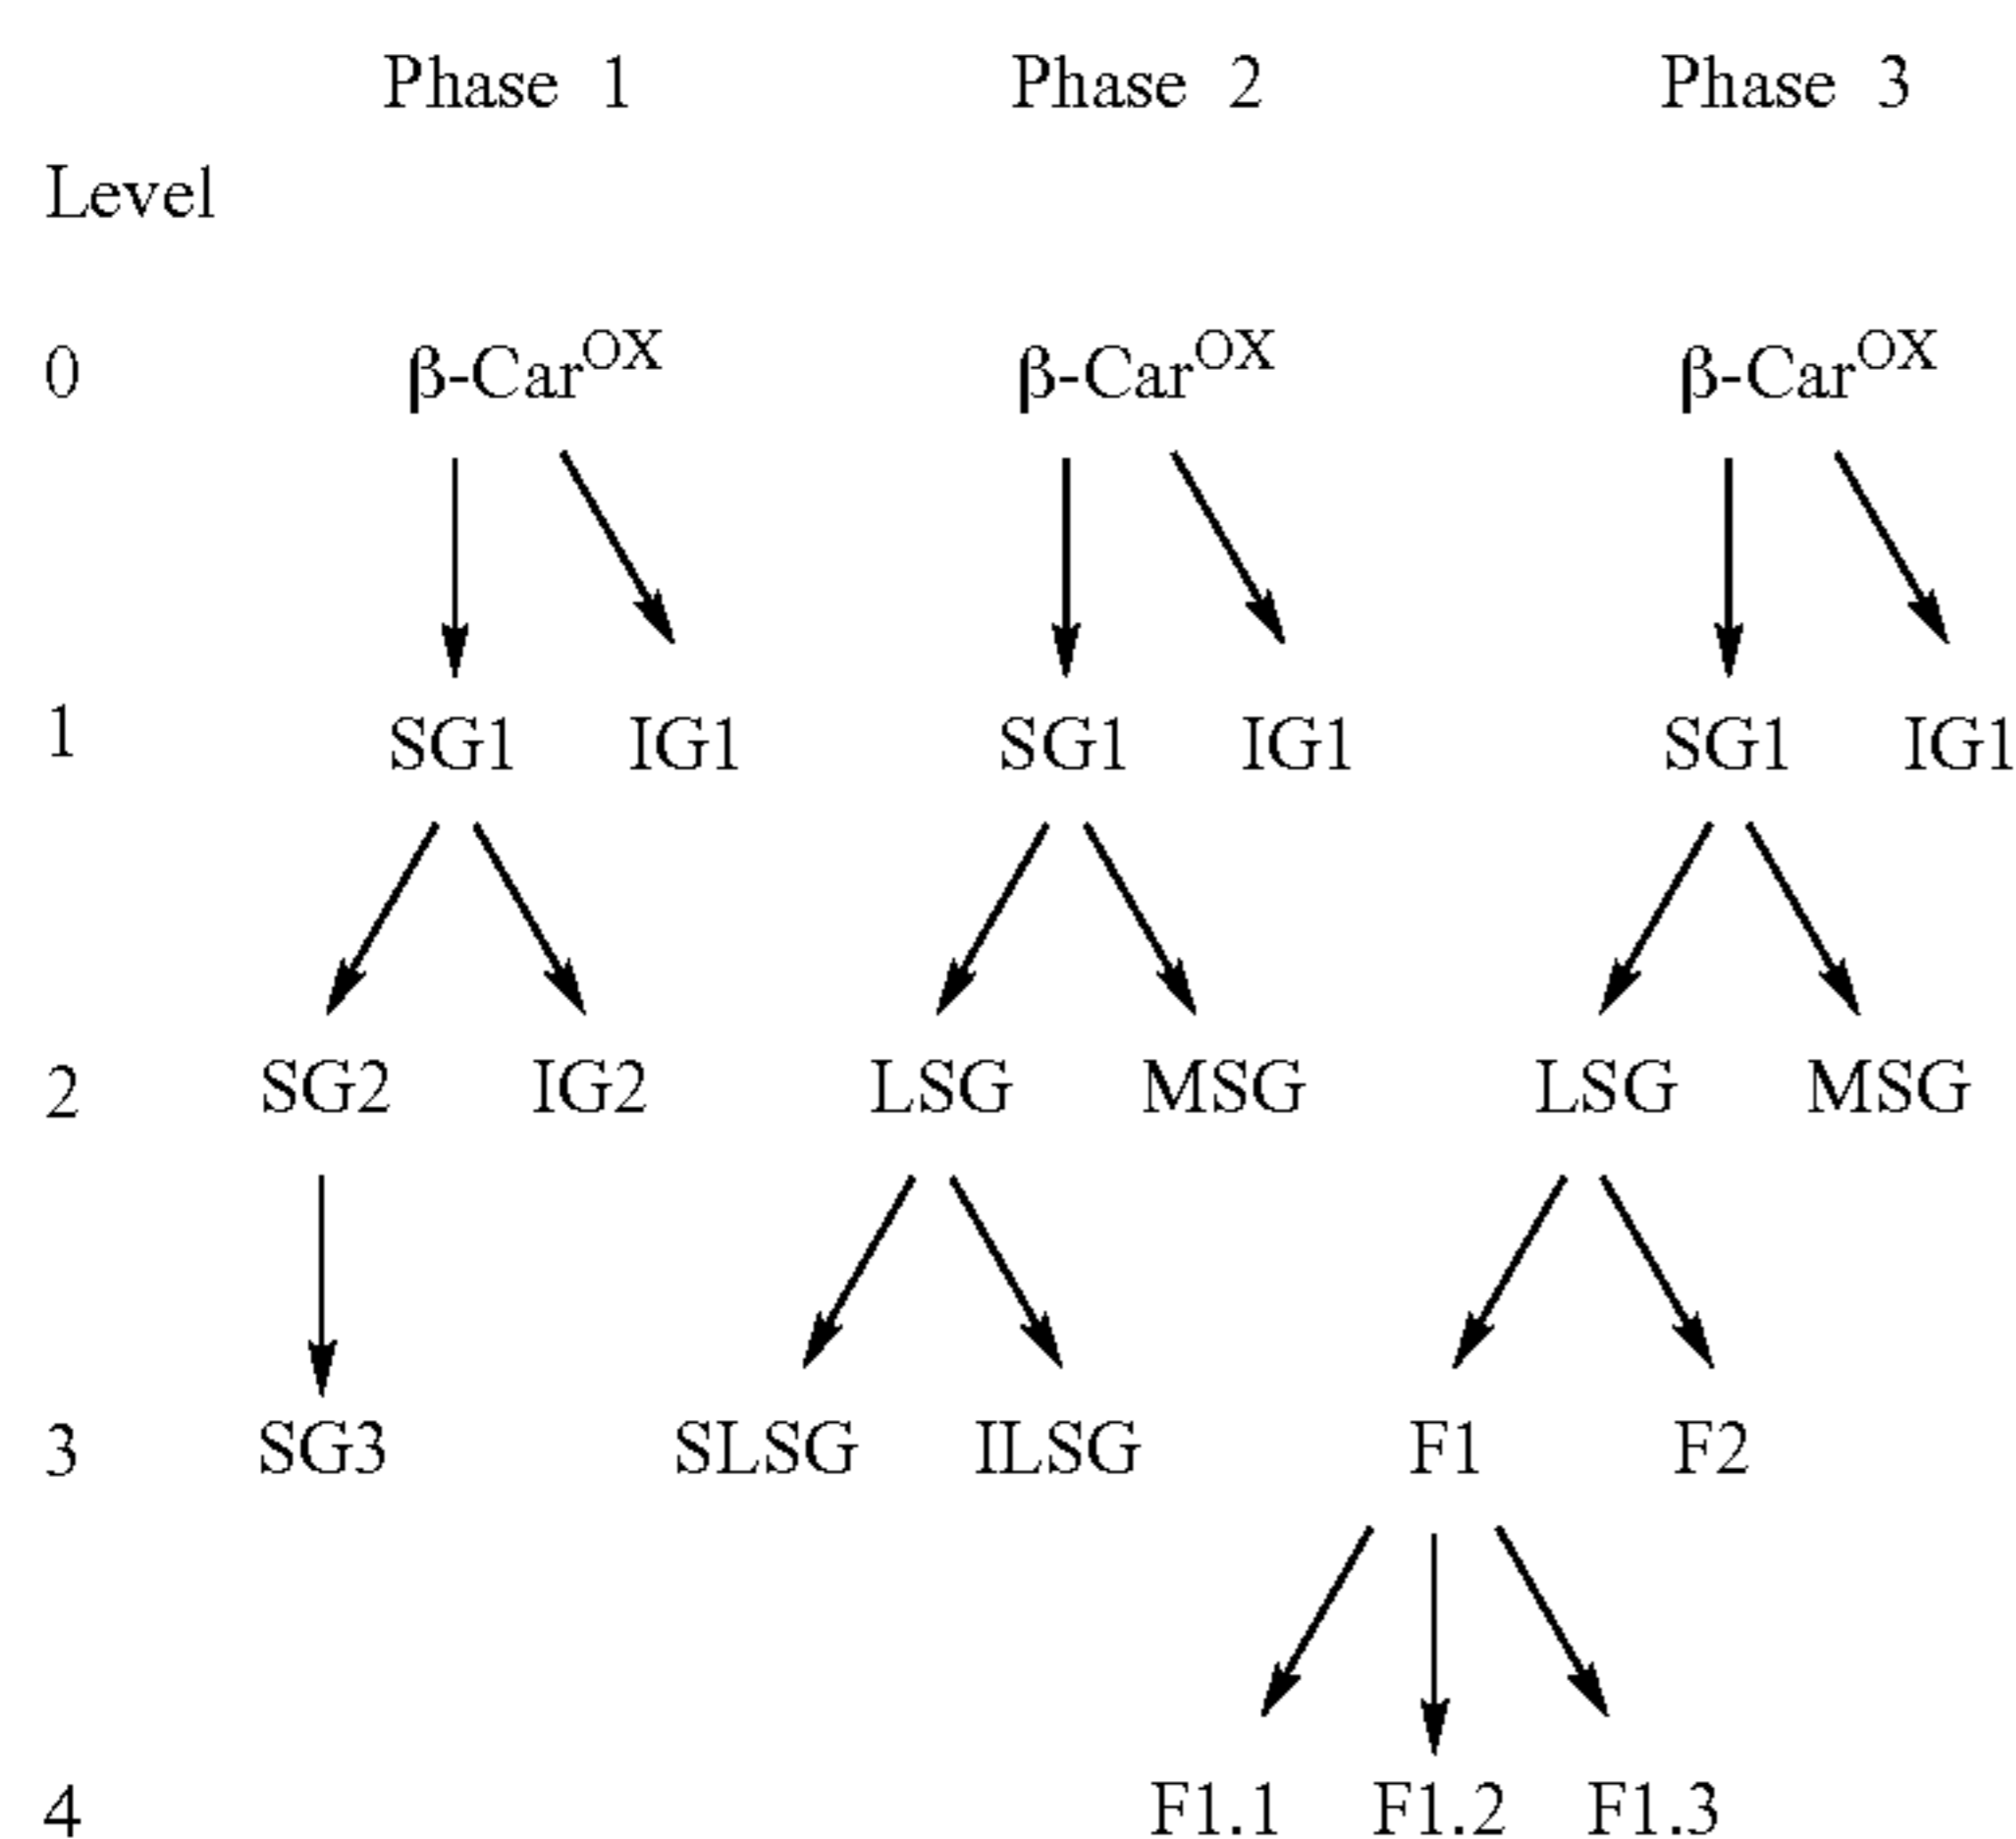 Phase 1 Phase 2 Phase 3
Level
0 β-Car^OX β-Car^OX β-Car^OX
1 SG1 IG1 SG1 IG1 SG1 IG1
2 SG2 IG2 LSG MSG LSG MSG
3 SG3 SLSG ILSG F1 F2
4 F1.1 F1.2 F1.3